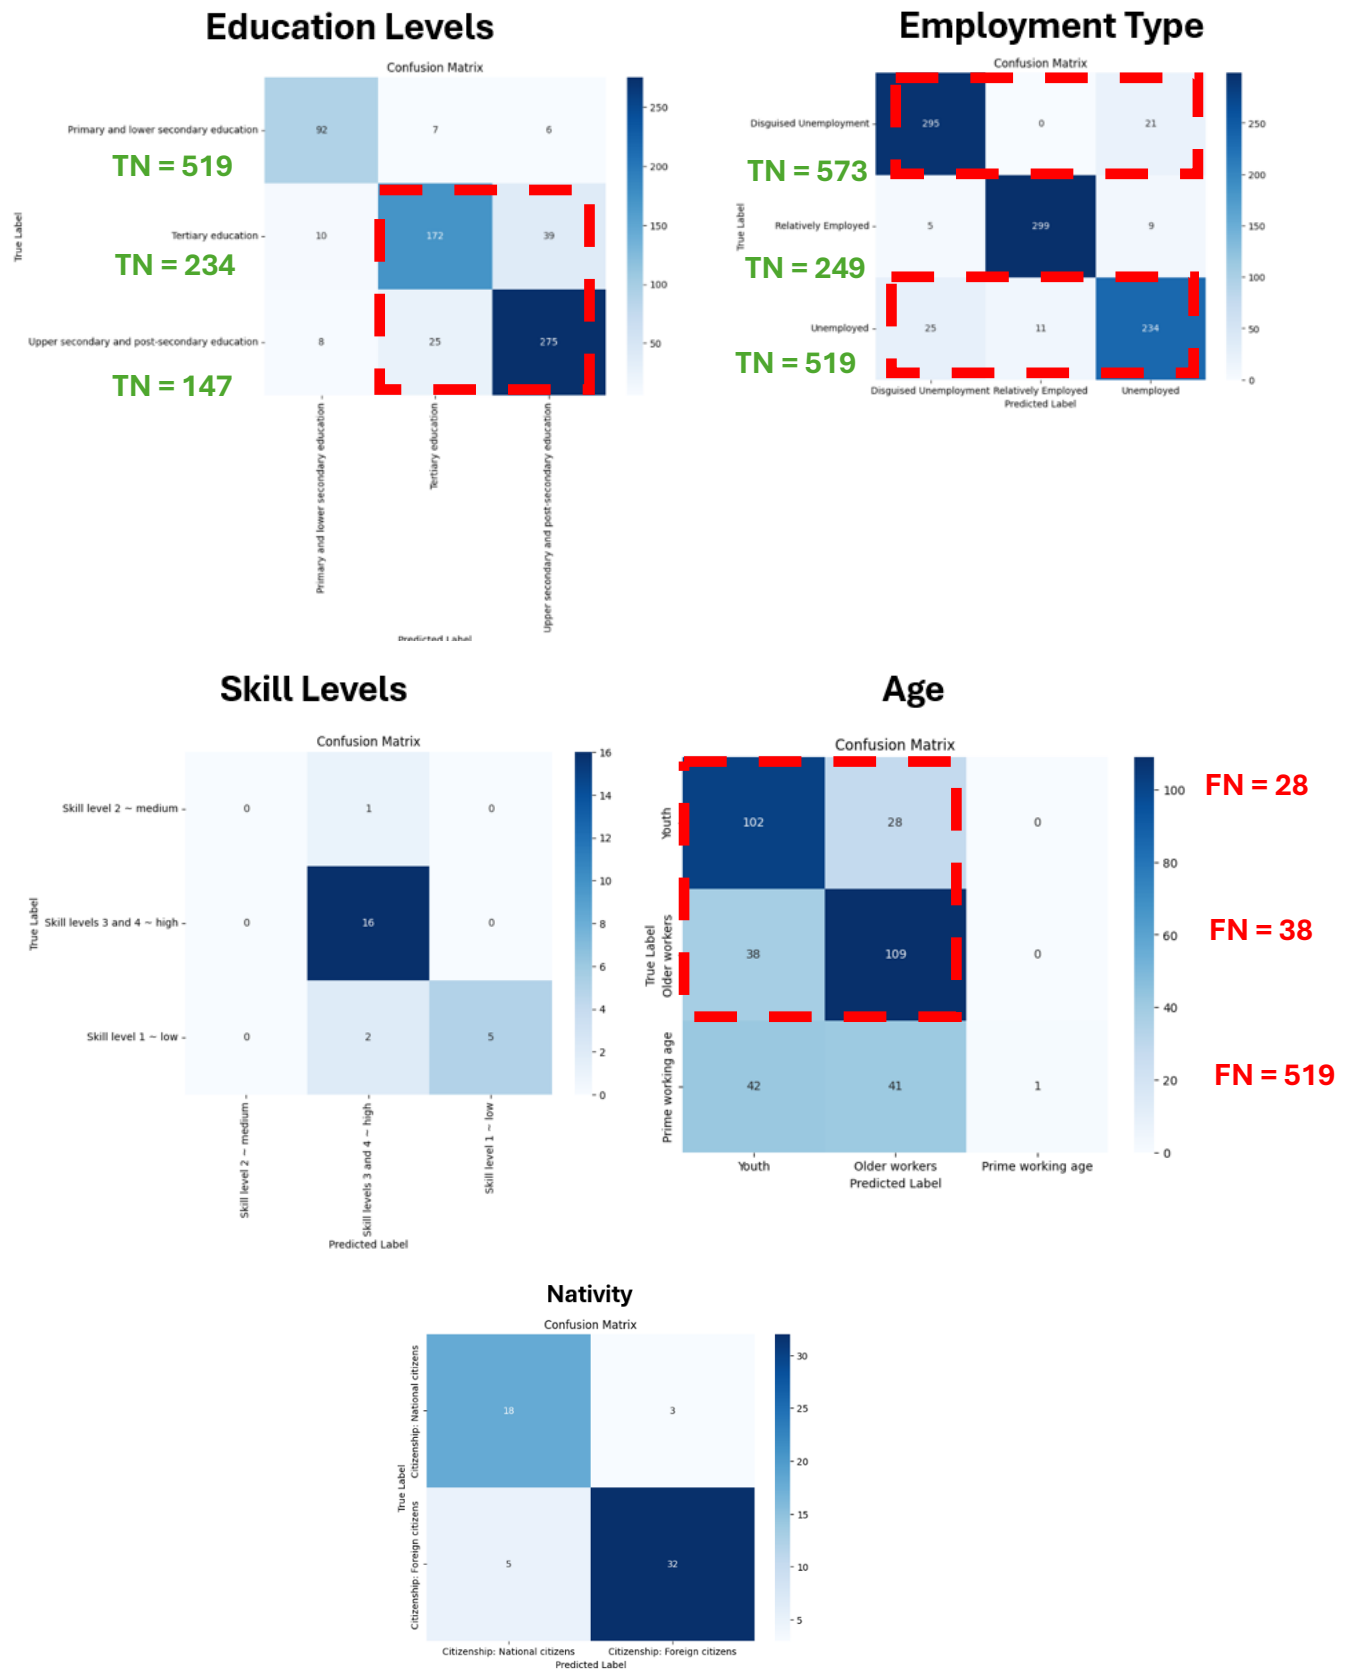 Education Levels
Confusion Matrix
Primary and lower secondary education
92
7
6
TN = 519
Tertiary education
10
172
39
TN = 234
Upper secondary and post-secondary education
8
25
275
TN = 147
True Label
Primary and lower secondary education
Tertiary education
Upper secondary and post-secondary education
Predicted Label
250
200
150
100
50
Employment Type
Confusion Matrix
Disguised Unemployment
295
0
21
TN = 573
Relatively Employed
5
299
9
TN = 249
Unemployed
25
11
234
TN = 519
True Label
Disguised Unemployment
Relatively Employed
Unemployed
Predicted Label
250
200
150
100
50
0
Skill Levels
Confusion Matrix
Skill level 2 ~ medium
0
1
0
Skill levels 3 and 4 ~ high
0
16
0
Skill level 1 ~ low
0
2
5
True Label
Skill level 2 ~ medium
Skill levels 3 and 4 ~ high
Skill level 1 ~ low
Predicted Label
16
14
12
10
8
6
4
2
0
Age
Confusion Matrix
Youth
102
28
0
FN = 28
Older workers
38
109
0
FN = 38
Prime working age
42
41
1
FN = 519
True Label
Youth
Older workers
Prime working age
Predicted Label
100
80
60
40
20
0
Nativity
Confusion Matrix
Citizenship: National citizens
18
3
Citizenship: Foreign citizens
5
32
True Label
Citizenship: National citizens
Citizenship: Foreign citizens
Predicted Label
30
25
20
15
10
5